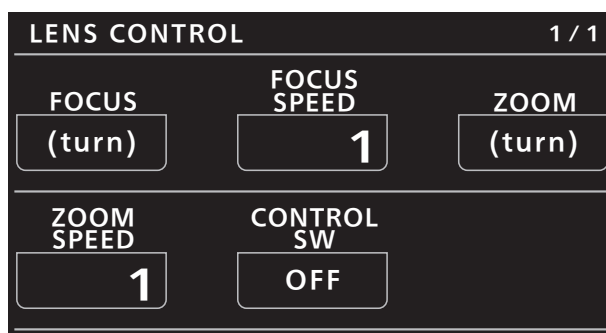 LENS CONTROL 1/1
FOCUS
FOCUS SPEED
ZOOM
(turn)
1
(turn)
ZOOM SPEED
CONTROL SW
1
OFF